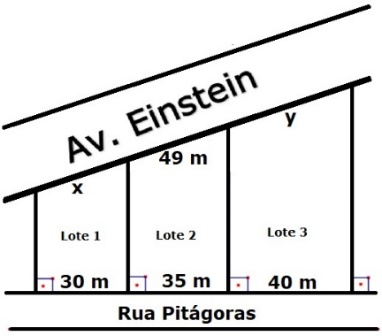 Av. Einstein
49 m
x
y
Lote 1
Lote 2
Lote 3
30 m
35 m
40 m
Rua Pitágoras